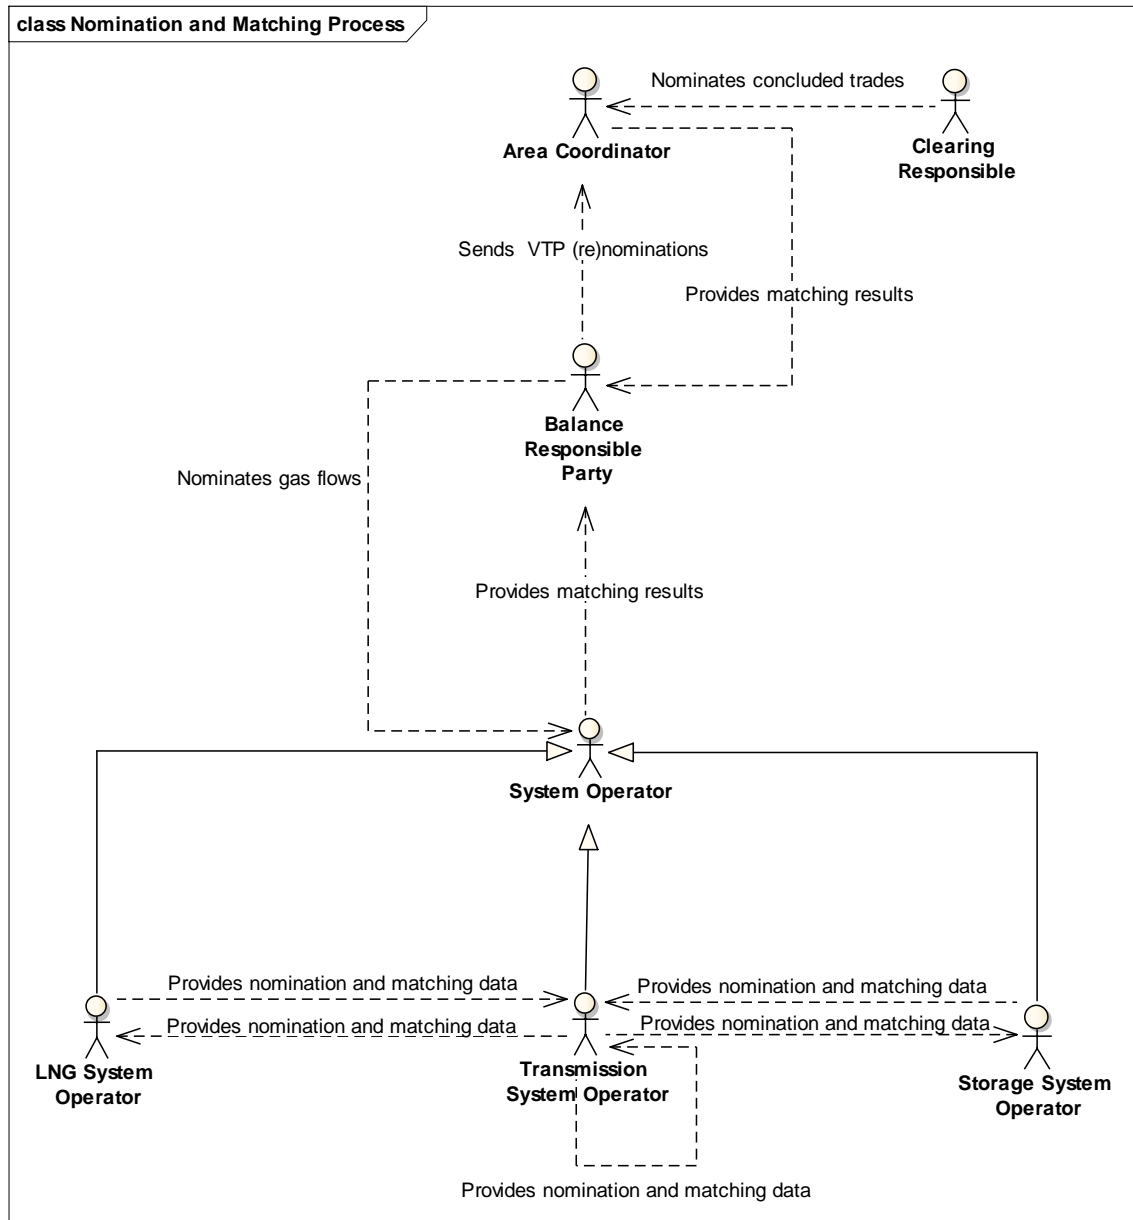 class Nomination and Matching Process
Nominates concluded trades
Area Coordinator
Clearing
Responsible
Sends VTP (re)nominations
Provides matching results
Balance
Responsible
Party
Nominates gas flows
Provides matching results
System Operator
Provides nomination and matching data
Provides nomination and matching data
Provides nomination and matching data
Provides nomination and matching data
LNG System
Operator
Transmission
System Operator
Storage System
Operator
Provides nomination and matching data